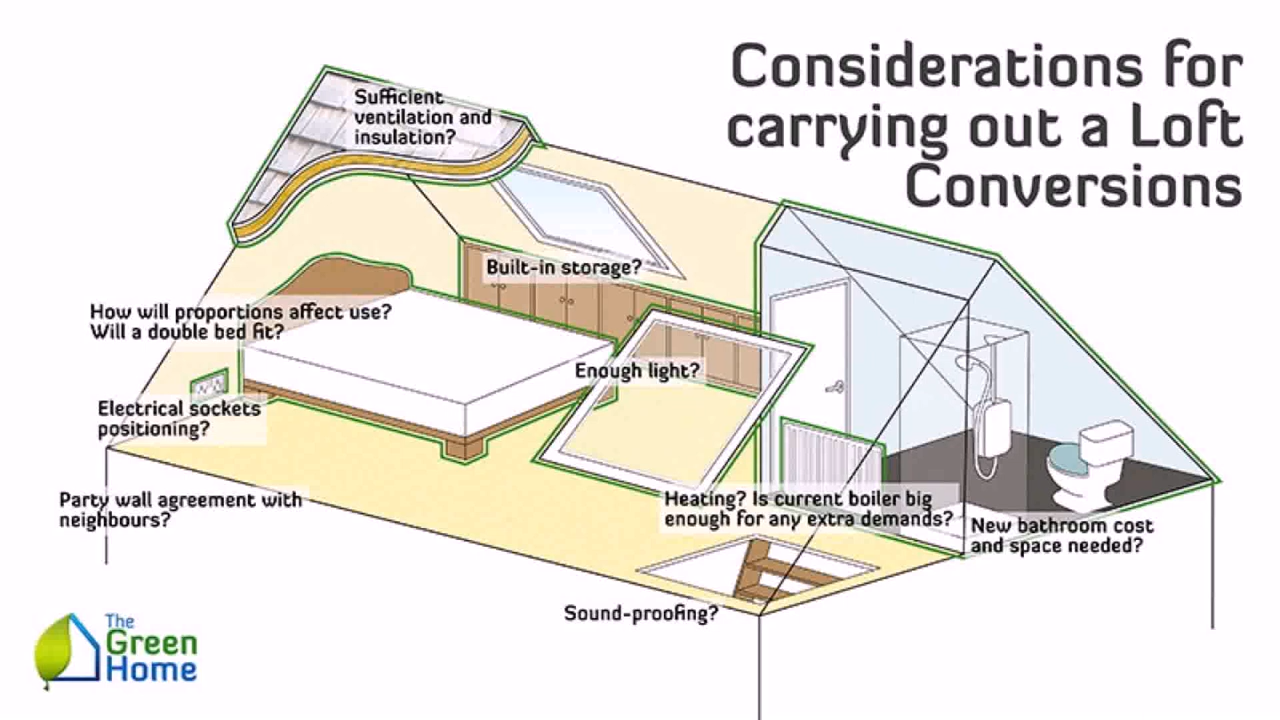 Considerations for
carrying out a Loft
Conversions
Sufficient
ventilation and
insulation?
Built-in storage?
How will proportions affect use?
Will a double bed fit?
Enough light?
Electrical sockets
positioning?
Party wall agreement with
neighbours?
Heating? Is current boiler big
enough for any extra demands?
New bathroom cost
and space needed?
Sound-proofing?
The
Green
Home